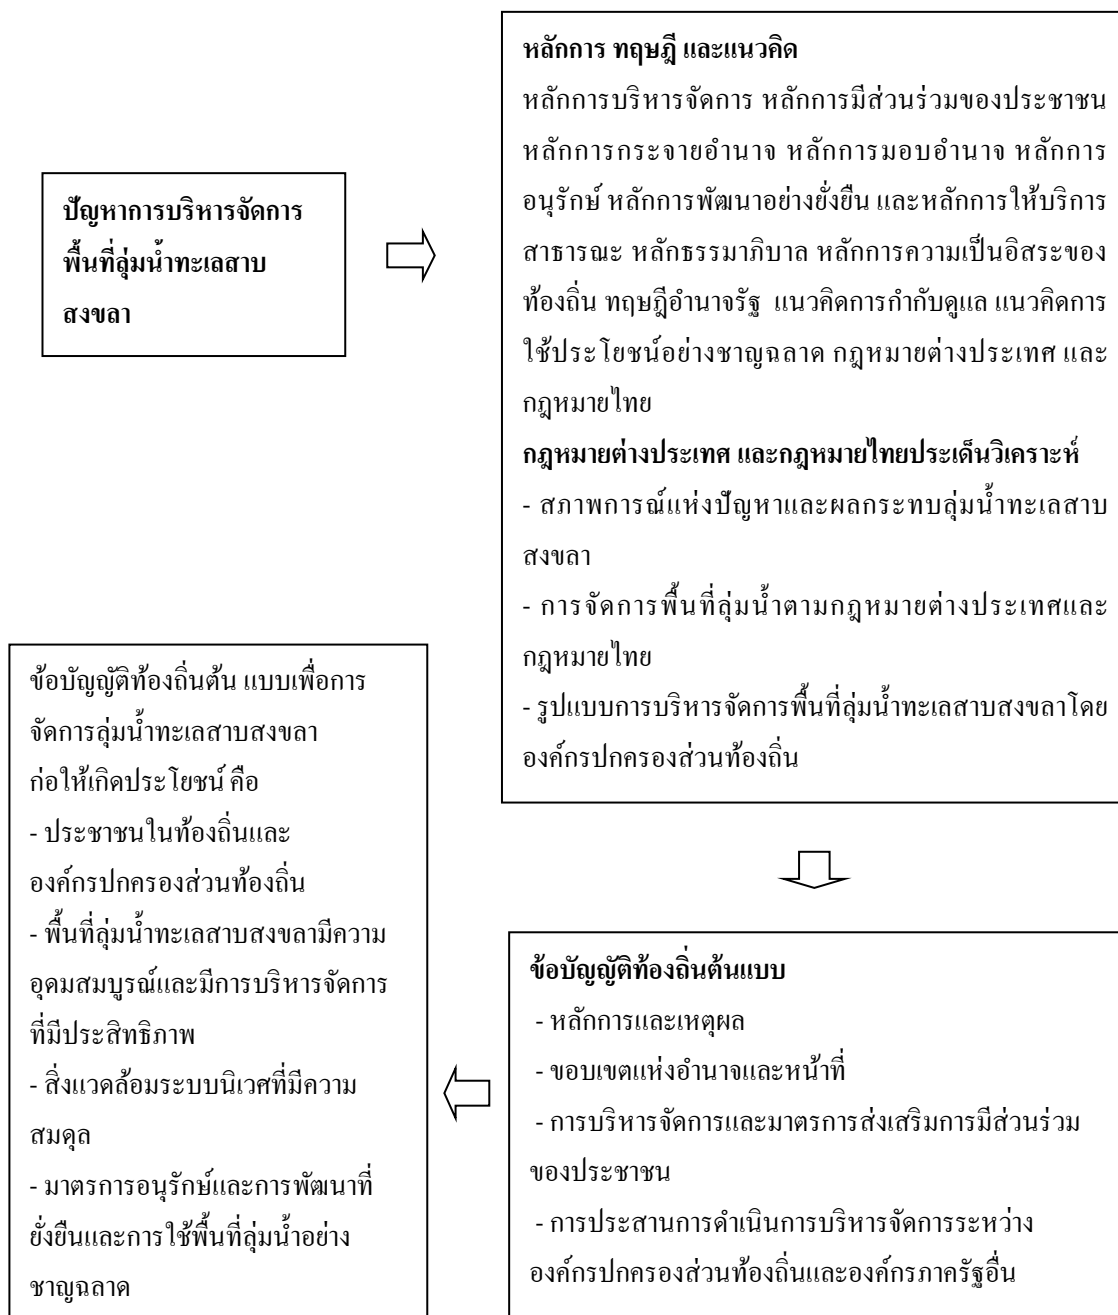 ปัญหาการบริหารจัดการ
พื้นที่ลุ่มน้ำทะเลสาบ
สงขลา
หลักการ ทฤษฎี และแนวคิด
หลักการบริหารจัดการ หลักการมีส่วนร่วมของประชาชน
หลักการกระจายอำนาจ หลักการมอบอำนาจ หลักการ
อนุรักษ์ หลักการพัฒนาอย่างยั่งยืน และหลักการให้บริการ
สาธารณะ หลักธรรมาภิบาล หลักการความเป็นอิสระของ
ท้องถิ่น ทฤษฎีอำนาจรัฐ แนวคิดการกำกับดูแล แนวคิดการ
ใช้ประโยชน์อย่างชาญฉลาด กฎหมายต่างประเทศ และ
กฎหมายไทย
กฎหมายต่างประเทศ และกฎหมายไทยประเด็นวิเคราะห์
- สภาพการณ์แห่งปัญหาและผลกระทบลุ่มน้ำทะเลสาบ
สงขลา
- การจัดการพื้นที่ลุ่มน้ำตามกฎหมายต่างประเทศและ
กฎหมายไทย
- รูปแบบการบริหารจัดการพื้นที่ลุ่มน้ำทะเลสาบสงขลาโดย
องค์กรปกครองส่วนท้องถิ่น
ข้อบัญญัติท้องถิ่นต้นแบบ
- หลักการและเหตุผล
- ขอบเขตแห่งอำนาจและหน้าที่
- การบริหารจัดการและมาตรการส่งเสริมการมีส่วนร่วม
ของประชาชน
- การประสานการดำเนินการบริหารจัดการระหว่าง
องค์กรปกครองส่วนท้องถิ่นและองค์กรภาครัฐอื่น
ข้อบัญญัติท้องถิ่นต้น แบบเพื่อการ
จัดการลุ่มน้ำทะเลสาบสงขลา
ก่อให้เกิดประโยชน์ คือ
- ประชาชนในท้องถิ่นและ
องค์กรปกครองส่วนท้องถิ่น
- พื้นที่ลุ่มน้ำทะเลสาบสงขลามีความ
อุดมสมบูรณ์และมีการบริหารจัดการ
ที่มีประสิทธิภาพ
- สิ่งแวดล้อมระบบนิเวศที่มีความ
สมดุล
- มาตรการอนุรักษ์และการพัฒนาที่
ยั่งยืนและการใช้พื้นที่ลุ่มน้ำอย่าง
ชาญฉลาด